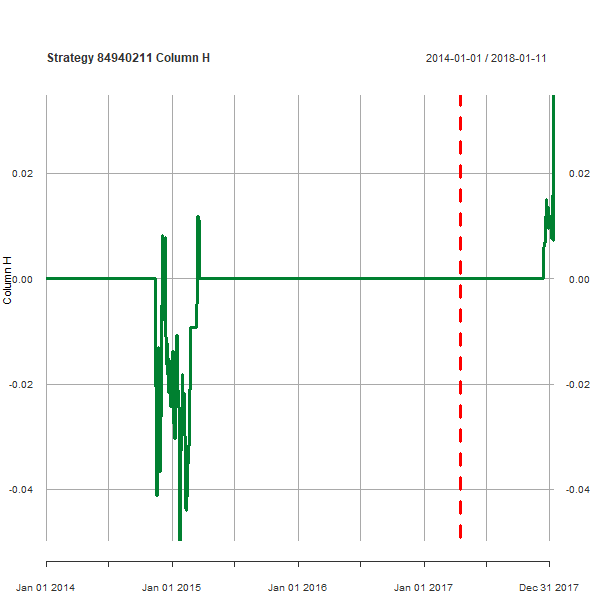 Strategy 84940211 Column H
2014-01-01 / 2018-01-11
0.02
0.02
0.00
0.00
Column H
-0.02
-0.02
-0.04
-0.04
Jan 01 2014
Jan 01 2015
Jan 01 2016
Jan 01 2017
Dec 31 2017